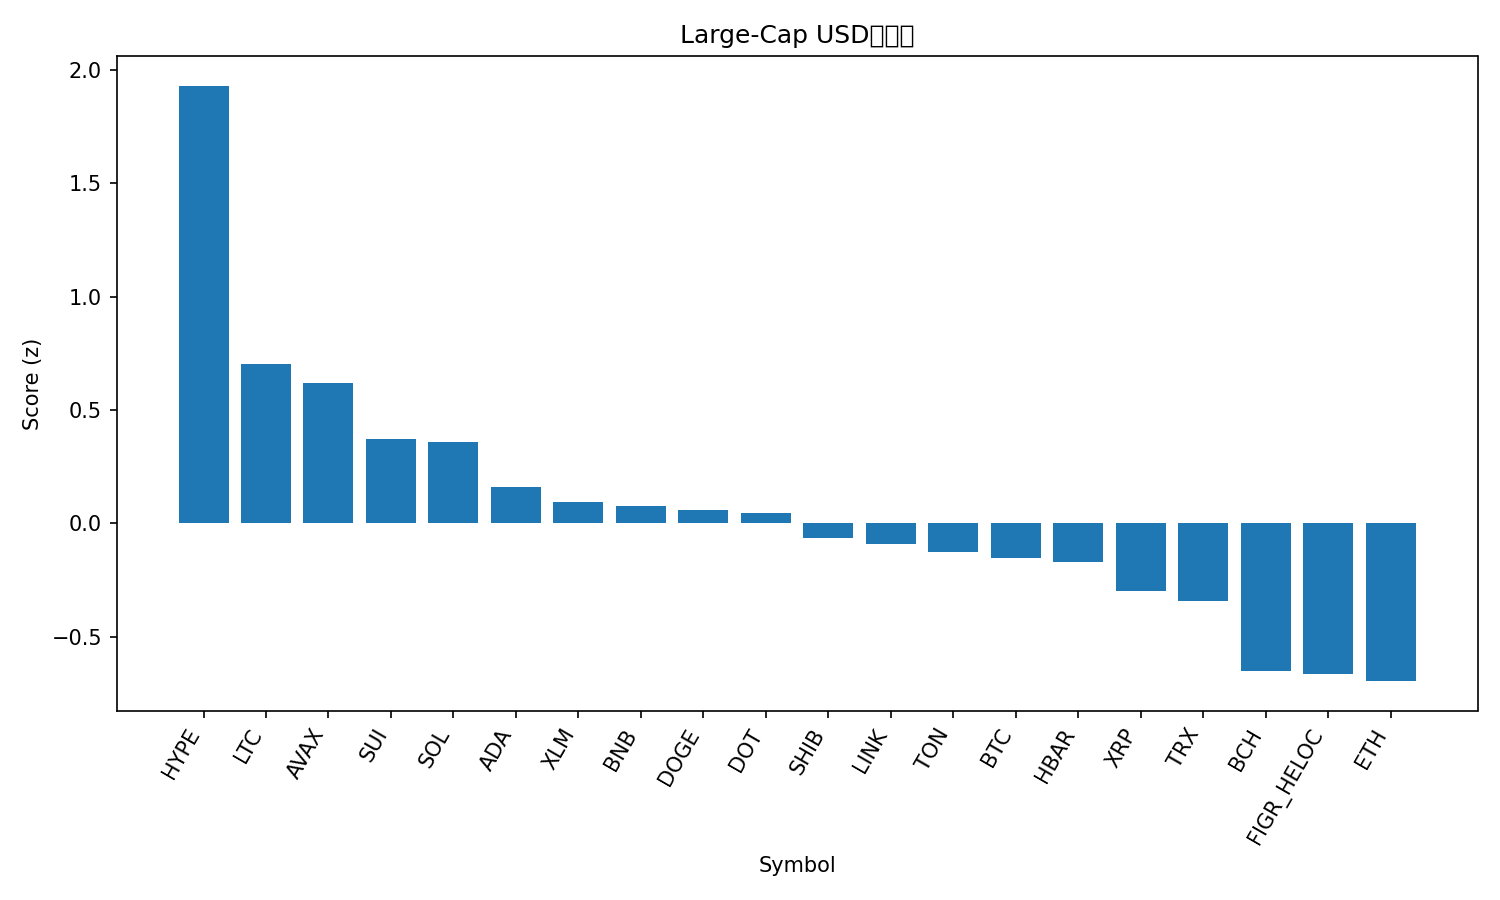 Large-Cap USD
2.0
1.5
1.0
0.5
0.0
−0.5
Score (z)
HYPE
LTC
AVAX
SUI
SOL
ADA
XLM
BNB
DOGE
DOT
SHIB
LINK
TON
BTC
HBAR
XRP
TRX
BCH
FIGR_HELOC
ETH
Symbol